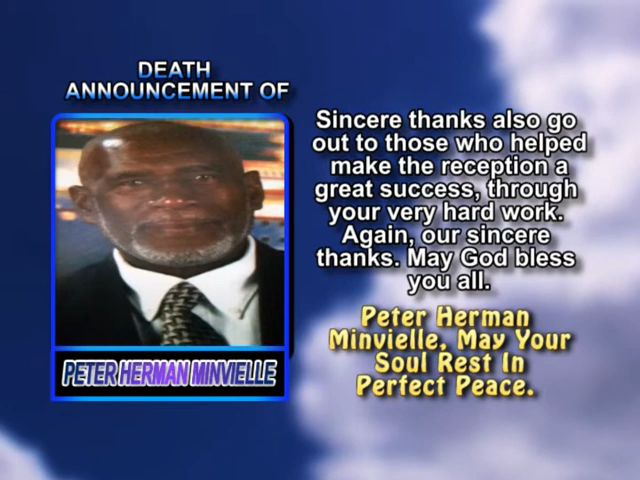 DEATH
ANNOUNCEMENT OF
PETER HERMAN MINVIELLE
Sincere thanks also go
out to those who helped
make the reception a
great success, through
your very hard work.
Again, our sincere
thanks. May God bless
you all.
Peter Herman
Minvielle, May Your
Soul Rest In
Perfect Peace.